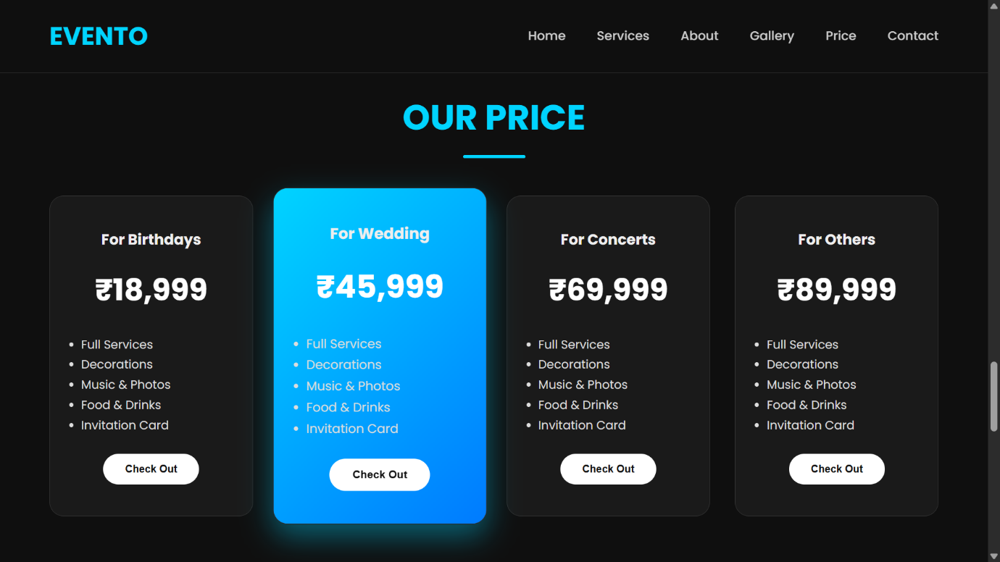 EVENTO
Home Services About Gallery Price Contact
OUR PRICE
For Birthdays
₹18,999
• Full Services
• Decorations
• Music & Photos
• Food & Drinks
• Invitation Card
Check Out
For Wedding
₹45,999
• Full Services
• Decorations
• Music & Photos
• Food & Drinks
• Invitation Card
Check Out
For Concerts
₹69,999
• Full Services
• Decorations
• Music & Photos
• Food & Drinks
• Invitation Card
Check Out
For Others
₹89,999
• Full Services
• Decorations
• Music & Photos
• Food & Drinks
• Invitation Card
Check Out